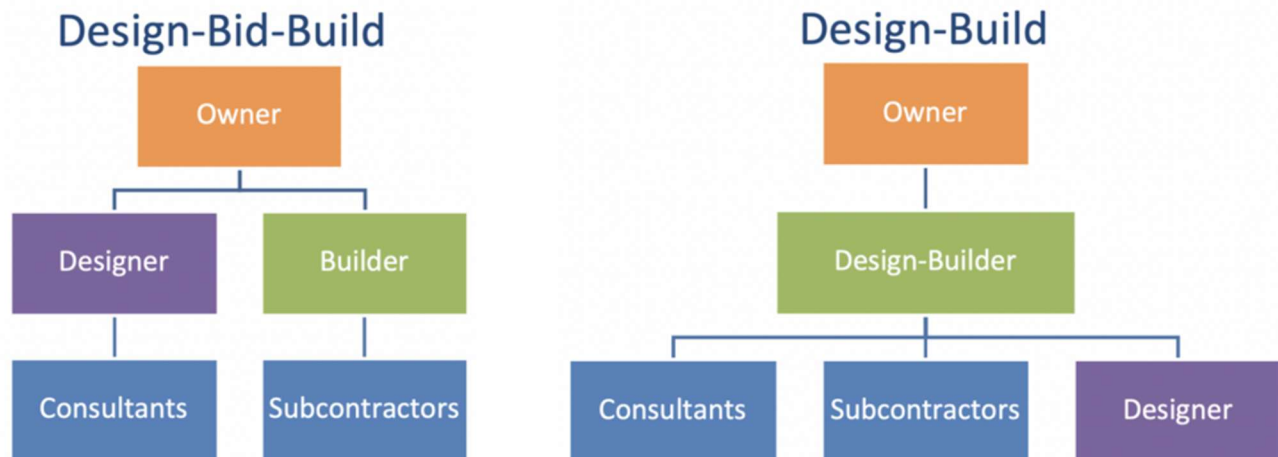 Design-Bid-Build
Owner
Designer
Builder
Consultants
Subcontractors
Design-Build
Owner
Design-Builder
Consultants
Subcontractors
Designer